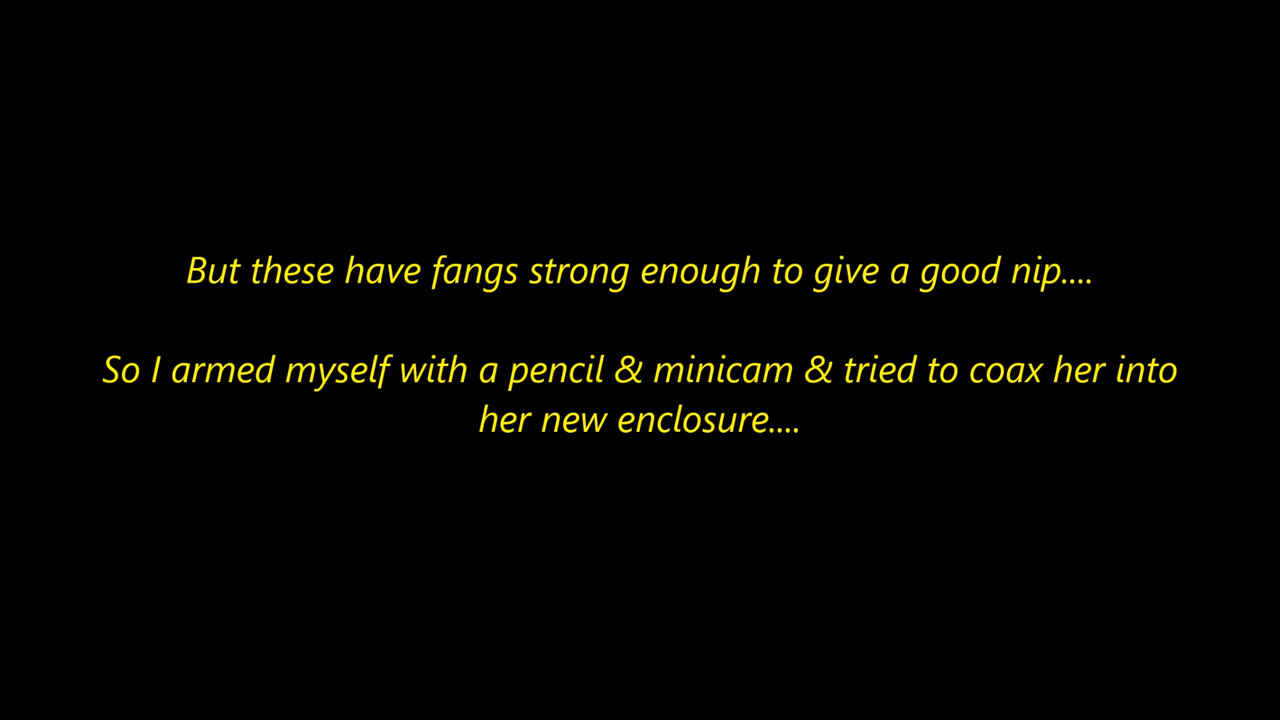 But these have fangs strong enough to give a good nip....
So I armed myself with a pencil & minicam & tried to coax her into
her new enclosure....